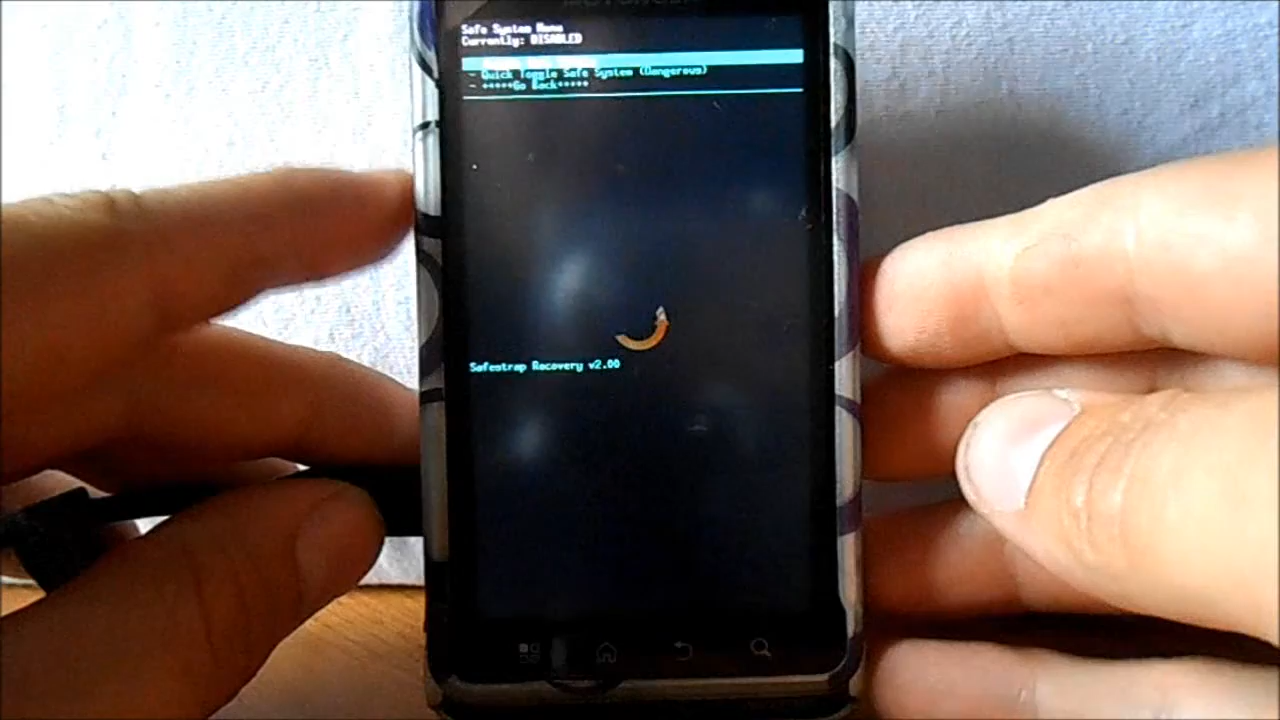 Safe System Menu
Currently: DISABLED
- Quick Toggle Safe System (Dangerous)
- *****Go Back*****
Safestrap Recovery v2.00